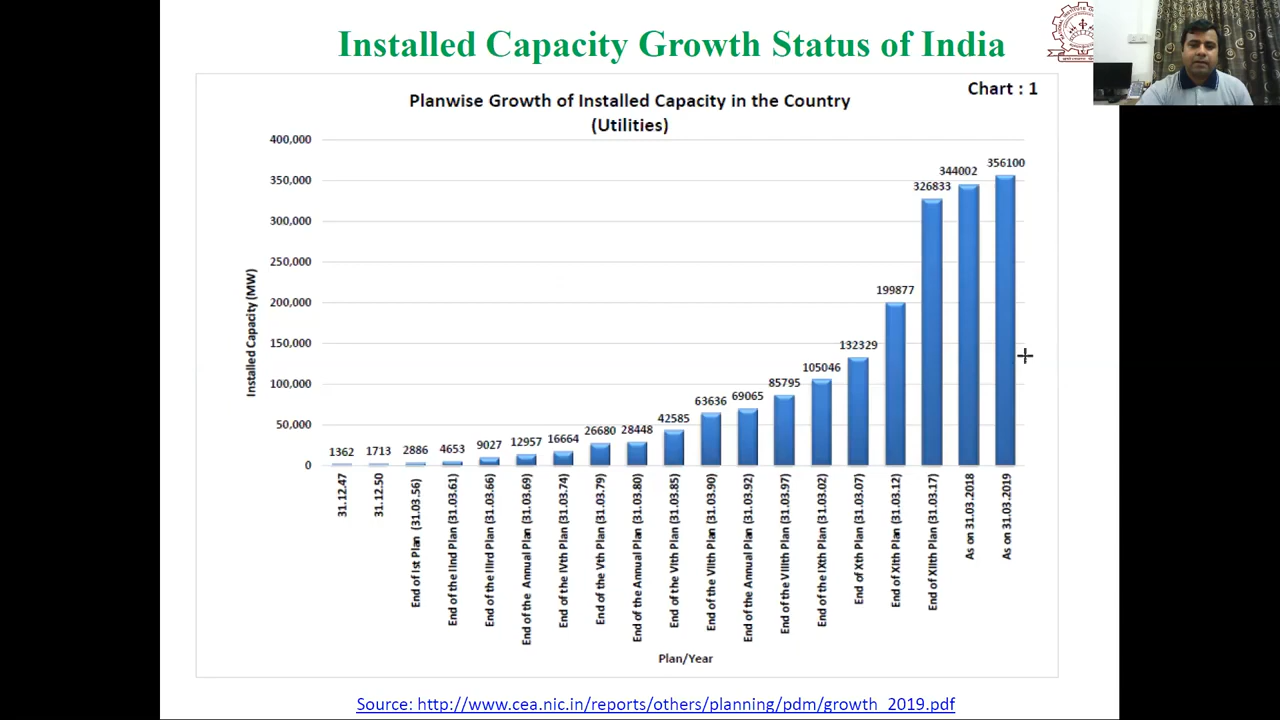 Installed Capacity Growth Status of India
Chart : 1
Planwise Growth of Installed Capacity in the Country
(Utilities)
400,000
350,000
300,000
250,000
200,000
150,000
100,000
50,000
0
Installed Capacity (MW)
1362
1713
2886
4653
9027
12957
16664
26680
28448
42585
63636
69065
85795
105046
132329
199877
326833
344002
356100
31.12.47
31.12.50
End of Ist Plan (31.03.56)
End of the IInd Plan (31.03.61)
End of the IIIrd Plan (31.03.66)
End of the Annual Plan (31.03.69)
End of the IVth Plan (31.03.74)
End of the Vth Plan (31.03.79)
End of the Annual Plan (31.03.80)
End of the VIth Plan (31.03.85)
End of the VIIth Plan (31.03.90)
End of the Annual Plan (31.03.92)
End of the VIIIth Plan (31.03.97)
End of the IXth Plan (31.03.02)
End of Xth Plan (31.03.07)
End of XIth Plan (31.03.12)
End of XIIth Plan (31.03.17)
As on 31.03.2018
As on 31.03.2019
Plan/Year
Source: http://www.cea.nic.in/reports/others/planning/pdm/growth_2019.pdf